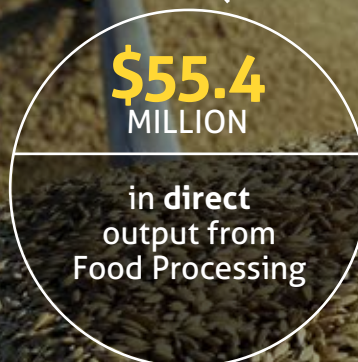 $55.4
MILLION
in direct
output from
Food Processing